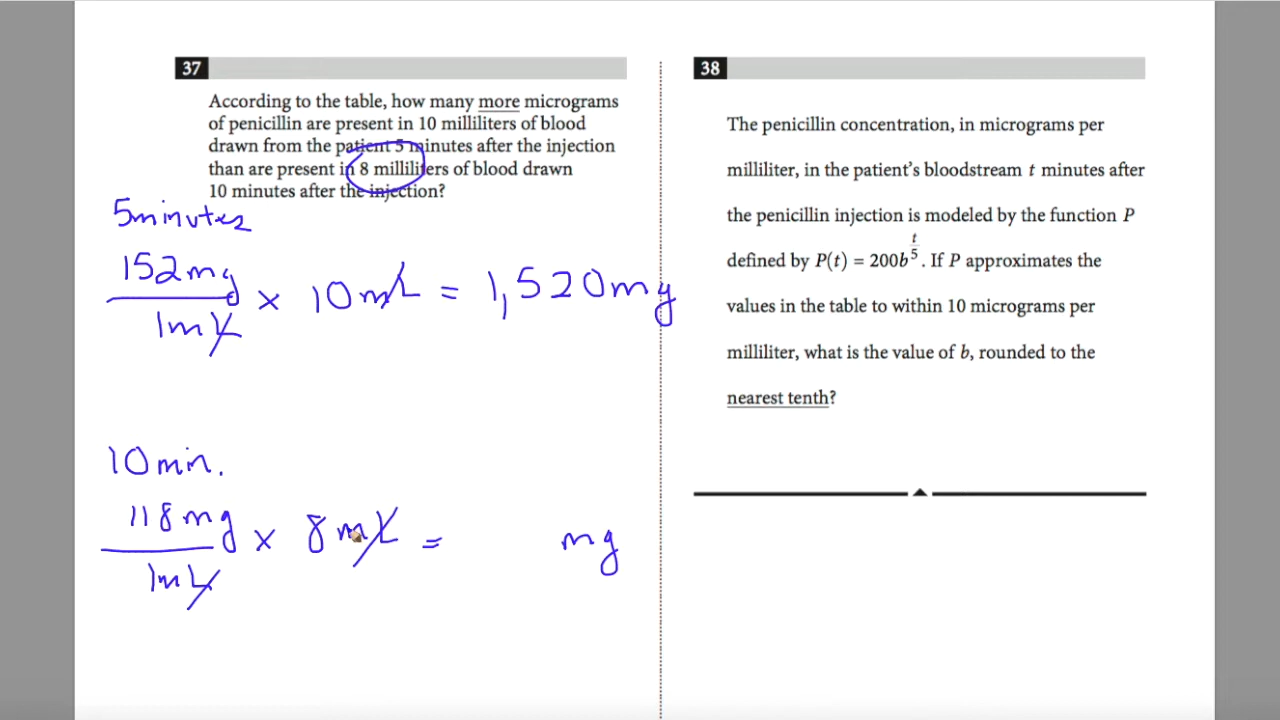 37
According to the table, how many more micrograms
of penicillin are present in 10 milliliters of blood
drawn from the patient 5 minutes after the injection
than are present in 8 milliliters of blood drawn
10 minutes after the injection?
5minutes
152mg
1mL
× 10mL = 1,520mg
10min.
118mg
1mL
× 8mL = mg
38
The penicillin concentration, in micrograms per
milliliter, in the patient’s bloodstream t minutes after
the penicillin injection is modeled by the function P
defined by P(t) = 200b^(t/5). If P approximates the
values in the table to within 10 micrograms per
milliliter, what is the value of b, rounded to the
nearest tenth?